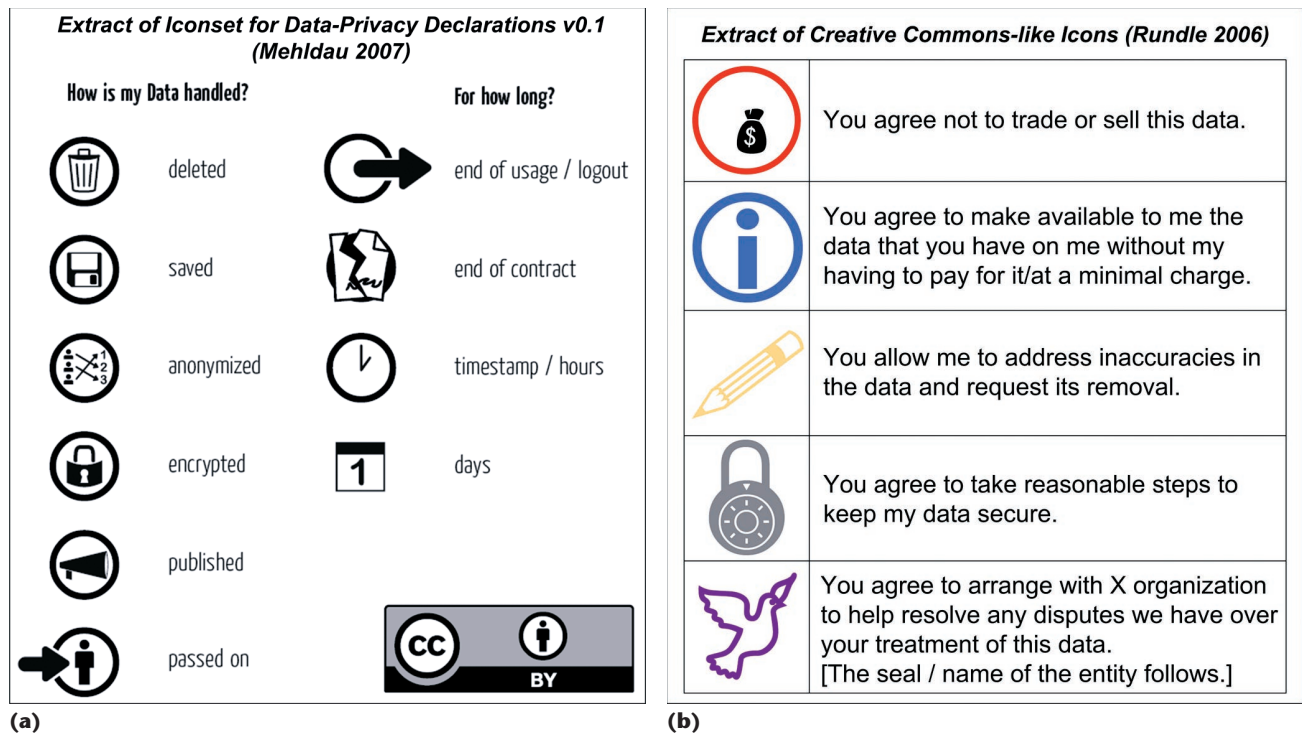 Extract of Iconset for Data-Privacy Declarations v0.1
(Mehldau 2007)
How is my Data handled?
For how long?
deleted
end of usage / logout
saved
end of contract
1
2
3
anonymized
timestamp / hours
encrypted
1
days
published
passed on
CC
BY
(a)
Extract of Creative Commons-like Icons (Rundle 2006)
$
You agree not to trade or sell this data.
i
You agree to make available to me the
data that you have on me without my
having to pay for it/at a minimal charge.
You allow me to address inaccuracies in
the data and request its removal.
You agree to take reasonable steps to
keep my data secure.
You agree to arrange with X organization
to help resolve any disputes we have over
your treatment of this data.
[The seal / name of the entity follows.]
(b)